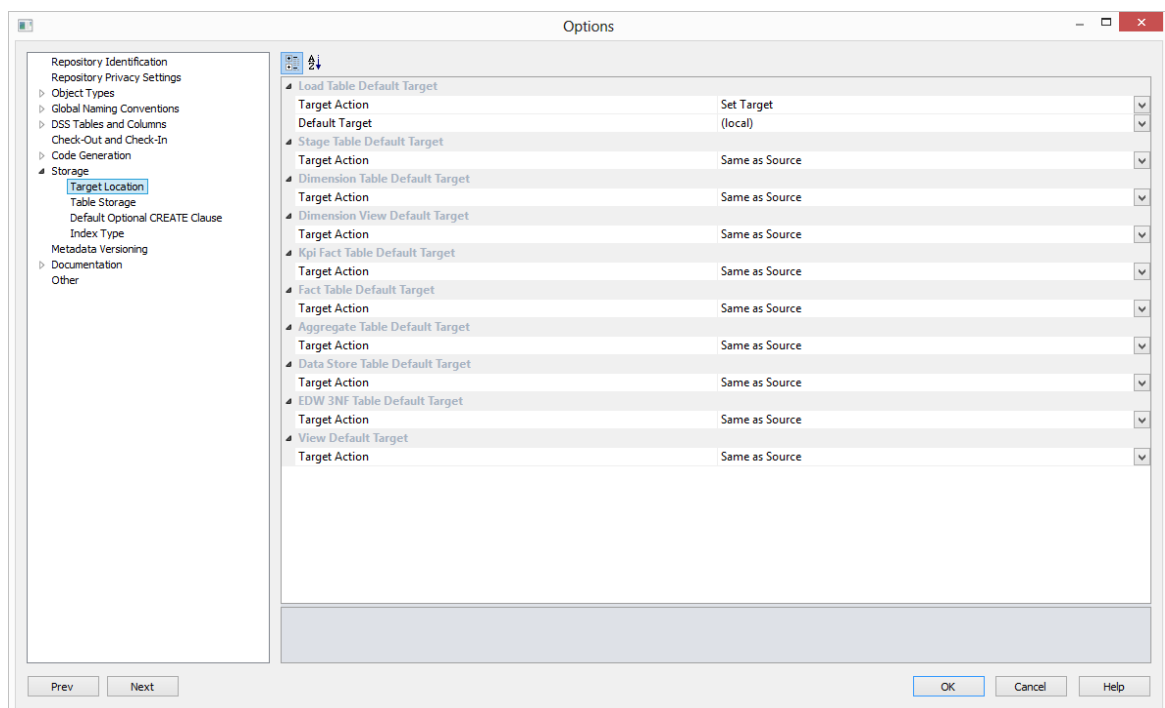 Options
Repository Identification
Repository Privacy Settings
Object Types
Global Naming Conventions
DSS Tables and Columns
Check-Out and Check-In
Code Generation
Storage
Target Location
Table Storage
Default Optional CREATE Clause
Index Type
Metadata Versioning
Documentation
Other
Load Table Default Target
Target Action Set Target
Default Target (local)
Stage Table Default Target
Target Action Same as Source
Dimension Table Default Target
Target Action Same as Source
Dimension View Default Target
Target Action Same as Source
Kpi Fact Table Default Target
Target Action Same as Source
Fact Table Default Target
Target Action Same as Source
Aggregate Table Default Target
Target Action Same as Source
Data Store Table Default Target
Target Action Same as Source
EDW 3NF Table Default Target
Target Action Same as Source
View Default Target
Target Action Same as Source
Prev Next OK Cancel Help